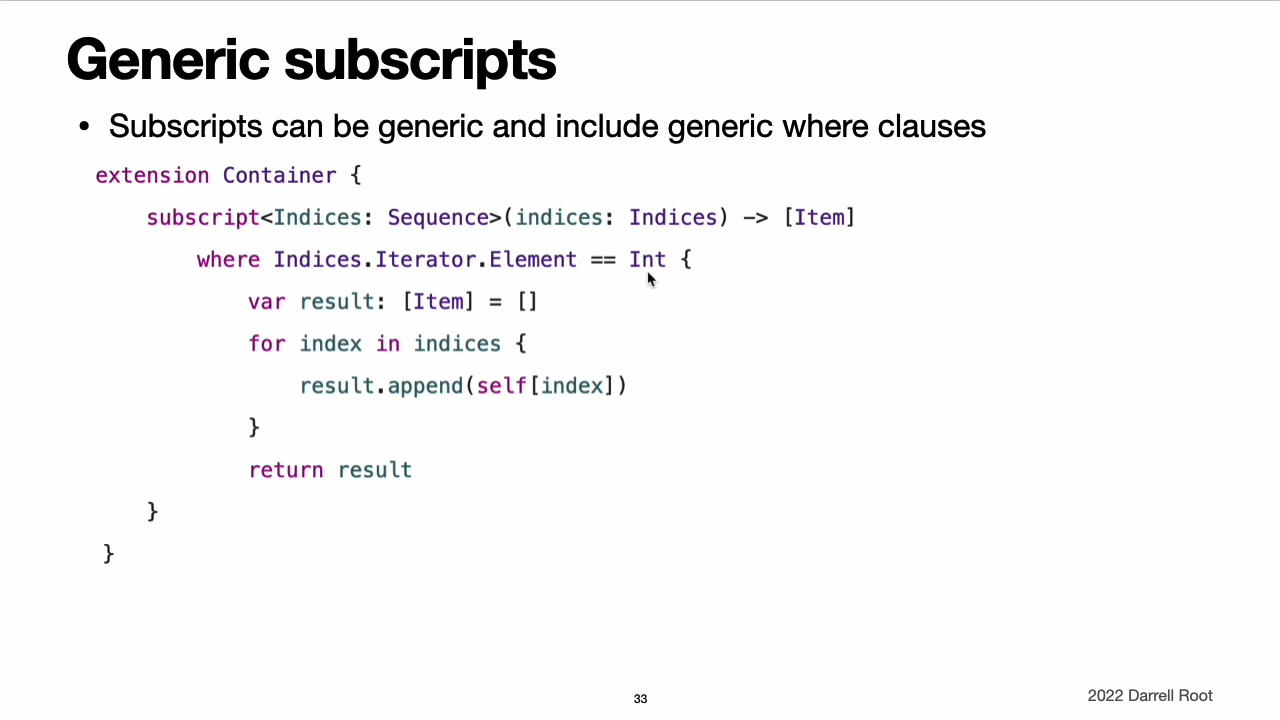 Generic subscripts
• Subscripts can be generic and include generic where clauses
extension Container {
    subscript<Indices: Sequence>(indices: Indices) -> [Item]
        where Indices.Iterator.Element == Int {
            var result: [Item] = []
            for index in indices {
                result.append(self[index])
            }
            return result
    }
}
33
2022 Darrell Root